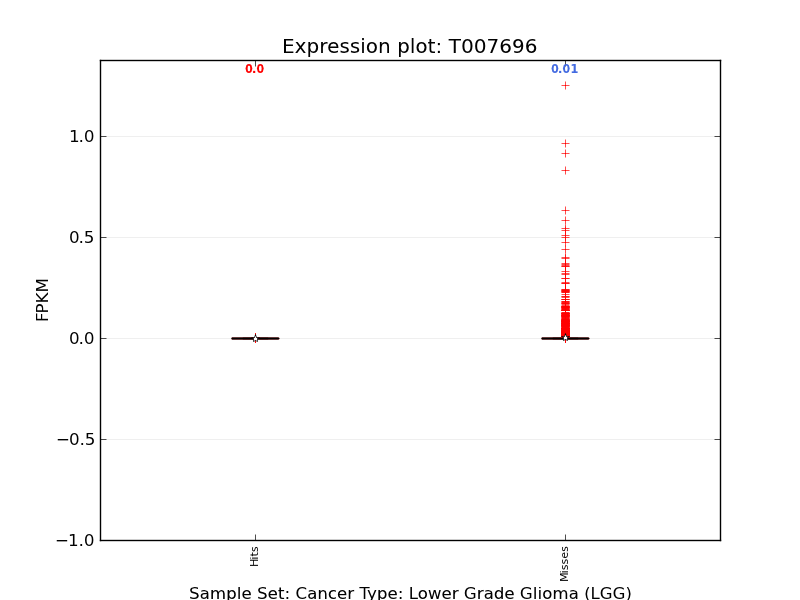 Expression plot: T007696
0.0
0.01
1.0
0.5
0.0
−0.5
−1.0
FPKM
Hits
Misses
Sample Set: Cancer Type: Lower Grade Glioma (LGG)